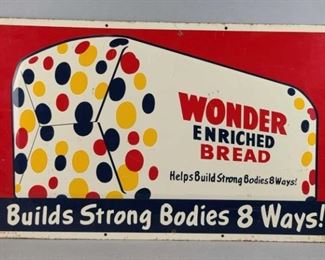 WONDER
ENRICHED
BREAD
Helps Build Strong Bodies 8 Ways!
Builds Strong Bodies 8 Ways!